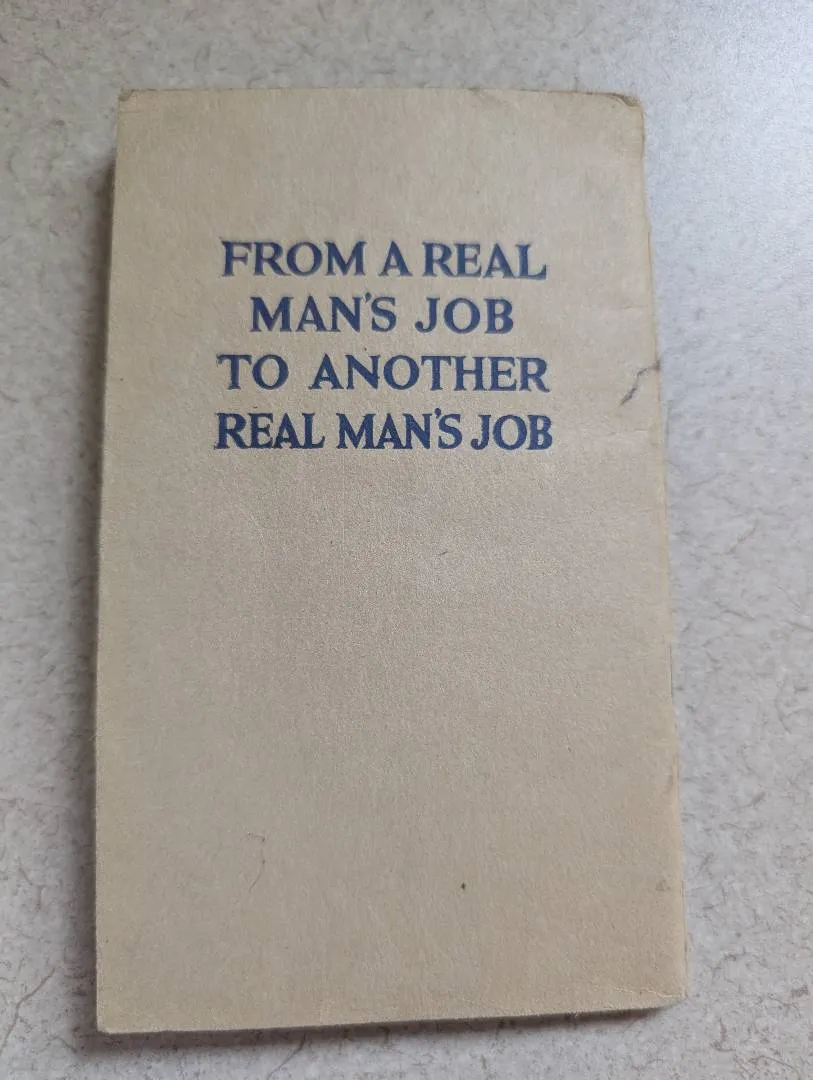 FROM A REAL
MAN'S JOB
TO ANOTHER
REAL MAN'S JOB